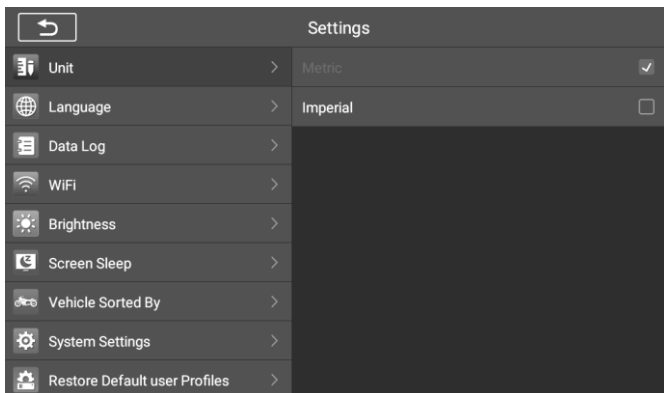 Settings
Unit
Metric
Imperial
Language
Data Log
WiFi
Brightness
Screen Sleep
Vehicle Sorted By
System Settings
Restore Default user Profiles